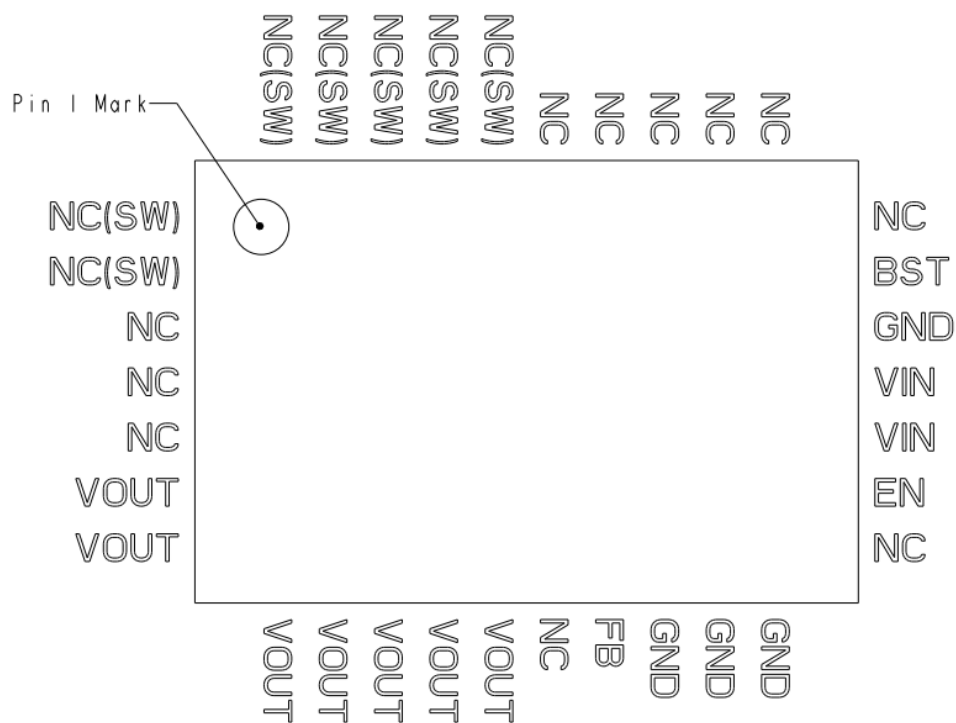 NC(SW)
NC(SW)
NC(SW)
NC(SW)
NC(SW)
NC
NC
NC
NC
NC
Pin 1 Mark
NC(SW)
NC(SW)
NC
NC
NC
VOUT
VOUT
NC
BST
GND
VIN
VIN
EN
NC
VOUT
VOUT
VOUT
VOUT
VOUT
NC
FB
GND
GND
GND